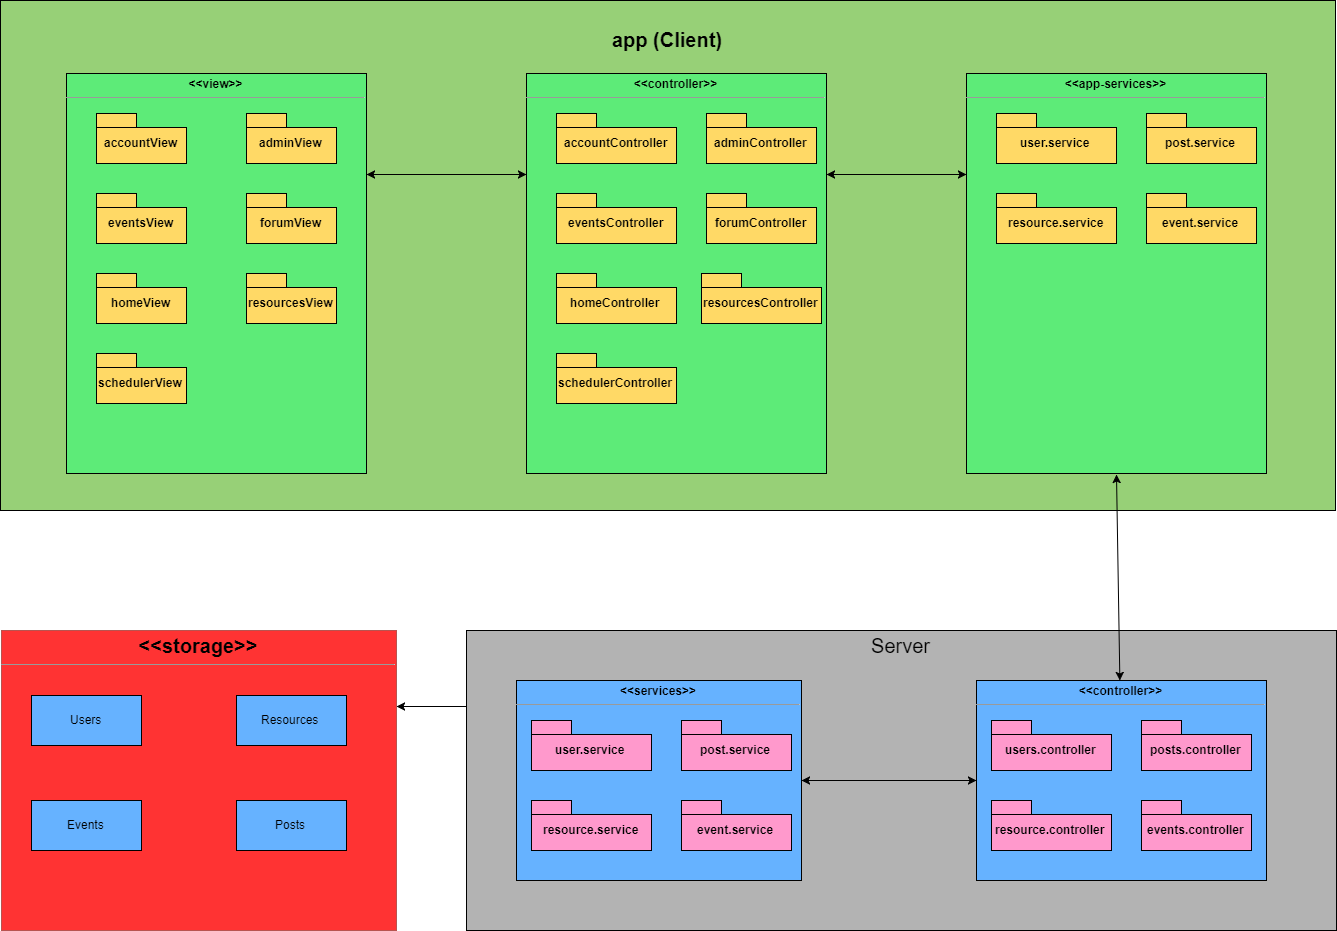 app (Client)
<<view>>
accountView
adminView
eventsView
forumView
homeView
resourcesView
schedulerView
<<controller>>
accountController
adminController
eventsController
forumController
homeController
resourcesController
schedulerController
<<app-services>>
user.service
post.service
resource.service
event.service
<<storage>>
Users
Resources
Events
Posts
Server
<<services>>
user.service
post.service
resource.service
event.service
<<controller>>
users.controller
posts.controller
resource.controller
events.controller